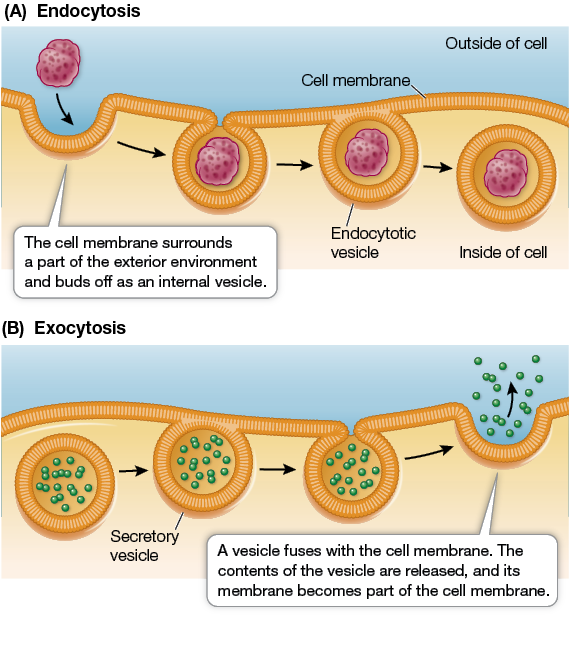 (A) Endocytosis
Outside of cell
Cell membrane
Endocytotic
vesicle
Inside of cell
The cell membrane surrounds
a part of the exterior environment
and buds off as an internal vesicle.
(B) Exocytosis
Secretory
vesicle
A vesicle fuses with the cell membrane. The
contents of the vesicle are released, and its
membrane becomes part of the cell membrane.